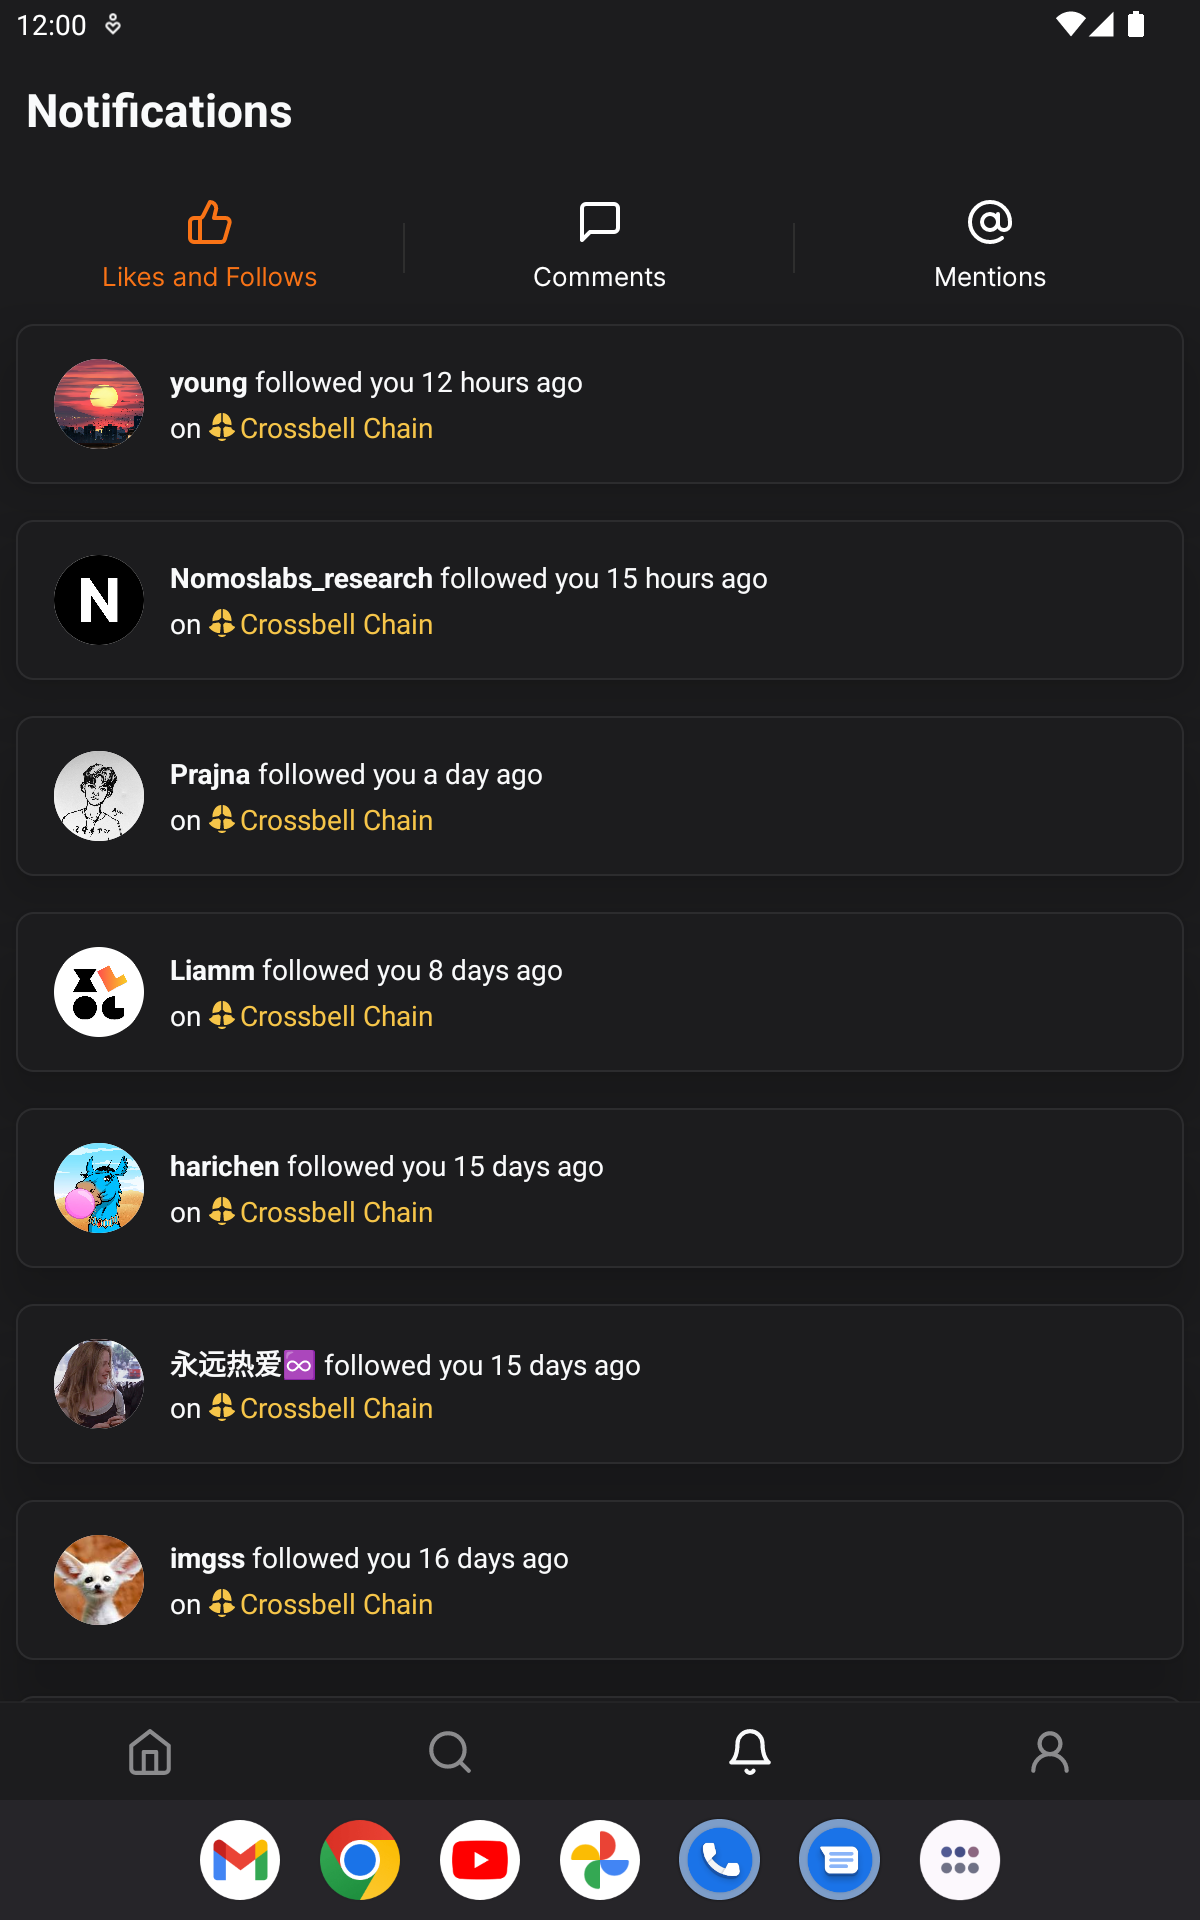 12:00
Notifications
Likes and Follows
Comments
Mentions
young followed you 12 hours ago
on Crossbell Chain
N
Nomoslabs_research followed you 15 hours ago
on Crossbell Chain
Prajna followed you a day ago
on Crossbell Chain
Liamm followed you 8 days ago
on Crossbell Chain
harichen followed you 15 days ago
on Crossbell Chain
永远热爱♾️ followed you 15 days ago
on Crossbell Chain
imgss followed you 16 days ago
on Crossbell Chain